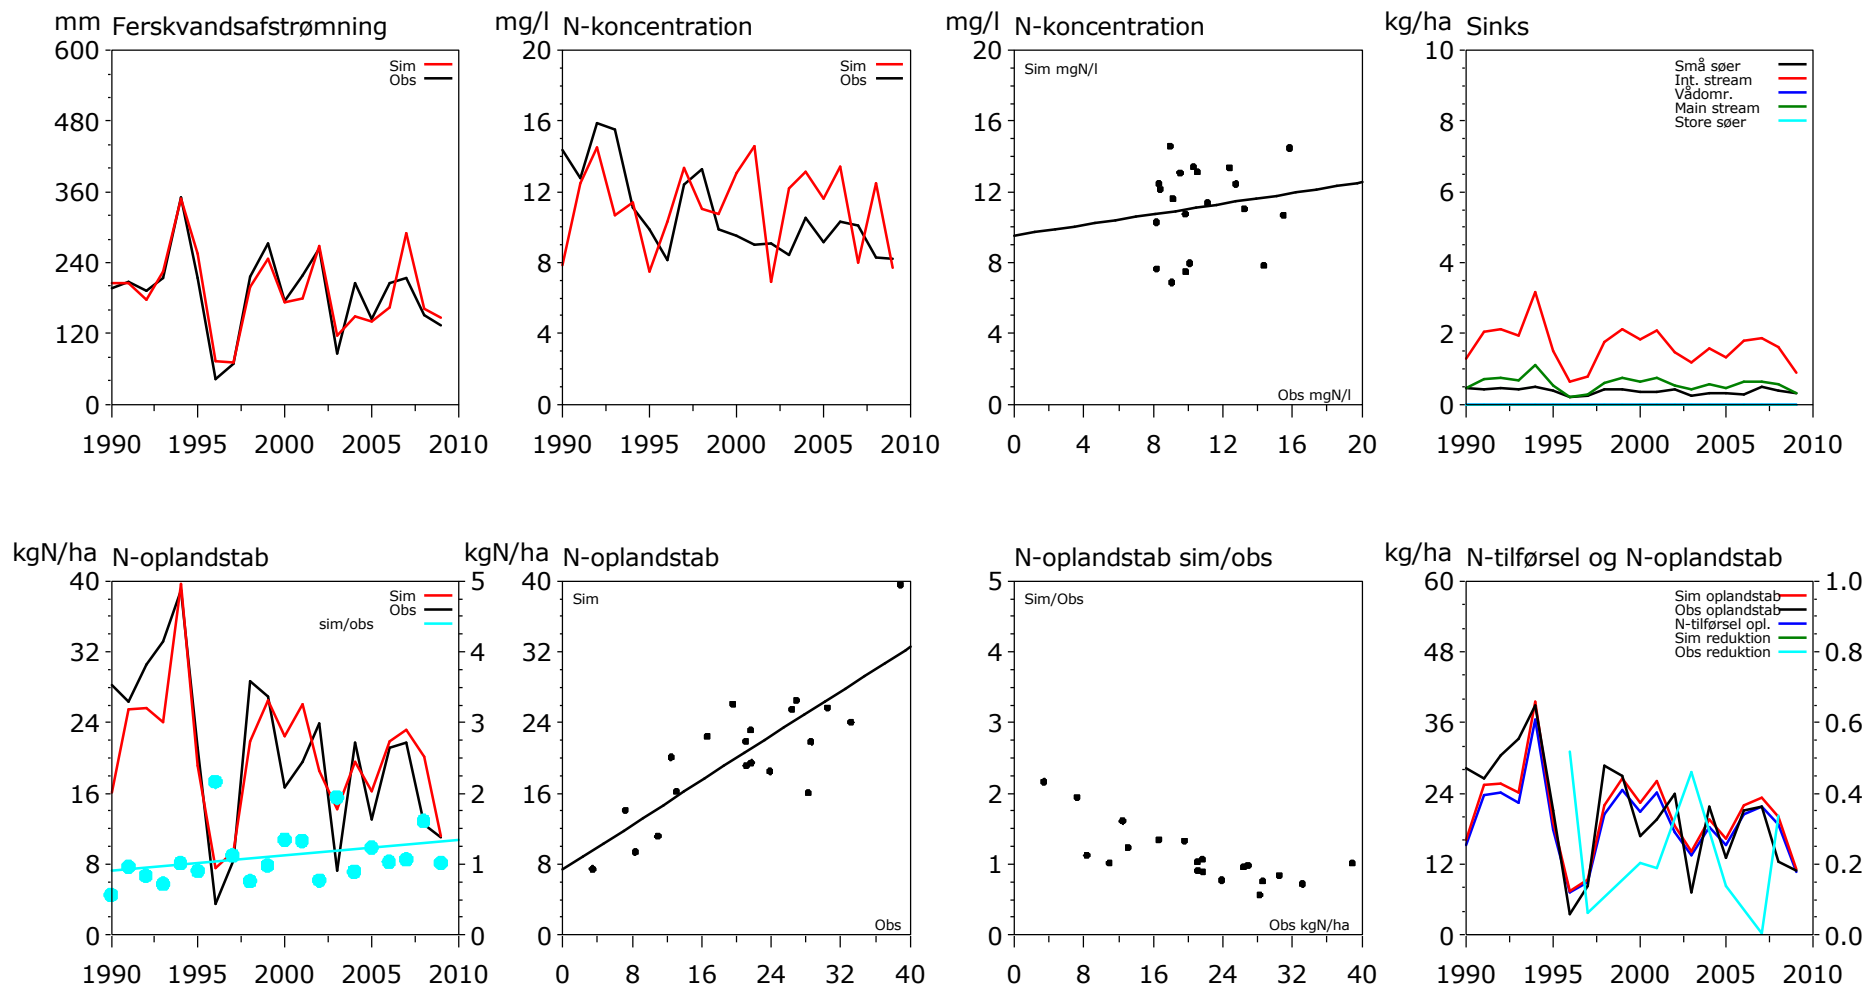 mm Ferskvandsafstrømning
600
480
360
240
120
0
Sim
Obs
1990 1995 2000 2005 2010
mg/l N-koncentration
20
16
12
8
4
0
Sim
Obs
1990 1995 2000 2005 2010
mg/l N-koncentration
20
16
12
8
4
0
Sim mgN/l
Obs mgN/l
0 4 8 12 16 20
kg/ha Sinks
10
8
6
4
2
0
Små søer
Int. stream
Vådomr.
Main stream
Store søer
1990 1995 2000 2005 2010
kgN/ha N-oplandstab
40
32
24
16
8
0
Sim
Obs
sim/obs
5
4
3
2
1
0
1990 1995 2000 2005 2010
kgN/ha N-oplandstab
40
32
24
16
8
0
Sim
Obs
0 8 16 24 32 40
N-oplandstab sim/obs
5
4
3
2
1
0
Sim/Obs
Obs kgN/ha
0 8 16 24 32 40
kg/ha N-tilførsel og N-oplandstab
60
48
36
24
12
0
Sim oplandstab
Obs oplandstab
N-tilførsel opl.
Sim reduktion
Obs reduktion
1.0
0.8
0.6
0.4
0.2
0.0
1990 1995 2000 2005 2010